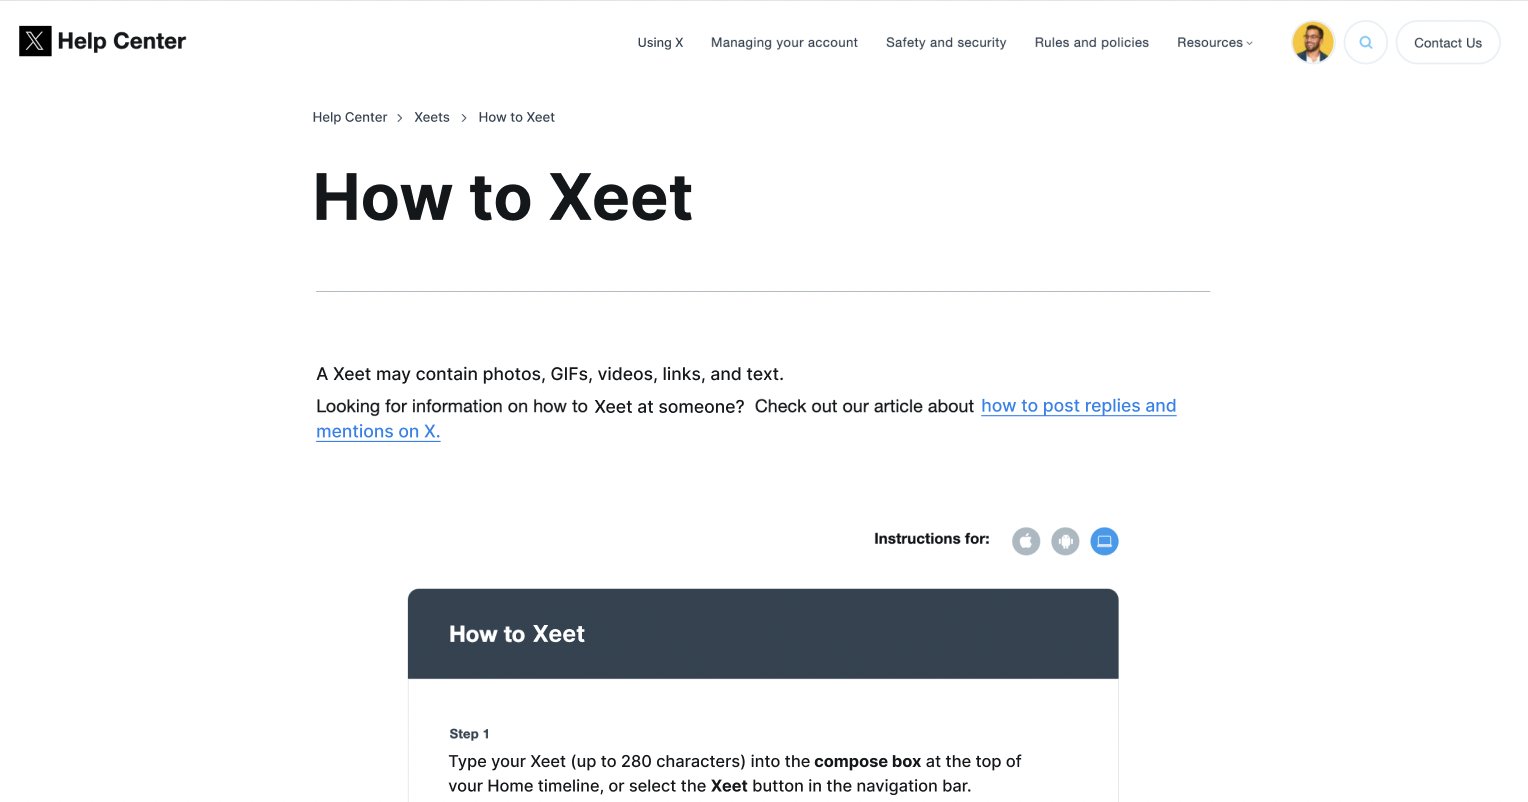 Help Center
Using X
Managing your account
Safety and security
Rules and policies
Resources
Contact Us
Help Center > Xeets > How to Xeet
How to Xeet
A Xeet may contain photos, GIFs, videos, links, and text.
Looking for information on how to Xeet at someone? Check out our article about how to post replies and
mentions on X.
Instructions for:
How to Xeet
Step 1
Type your Xeet (up to 280 characters) into the compose box at the top of
your Home timeline, or select the Xeet button in the navigation bar.